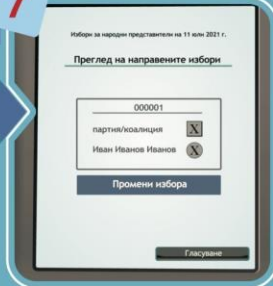 7
Избори за народни представители на 11 юли 2021 г.
Преглед на направените избори
000001
партия/коалиция X
Иван Иванов Иванов X
Промени избора
Гласуване